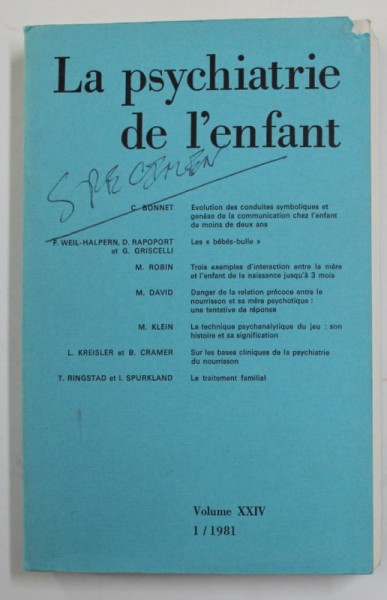 La psychiatrie
de l'enfant
SPECIMEN
C. BONNET Evolution des conduites symboliques et
genèse de la communication chez l'enfant
de moins de deux ans
F. WEIL-HALPERN, D. RAPOPORT Les « bébés-bulle »
et G. GRISCELLI
M. ROBIN Trois exemples d'interaction entre la mère
et l'enfant de la naissance jusqu'à 3 mois
M. DAVID Danger de la relation précoce entre le
nourrisson et sa mère psychotique :
une tentative de réponse
M. KLEIN La technique psychanalytique du jeu : son
histoire et sa signification
L. KREISLER et B. CRAMER Sur les bases cliniques de la psychiatrie
du nourrisson
T. RINGSTAD et I. SPURKLAND Le traitement familial
Volume XXIV
1 / 1981